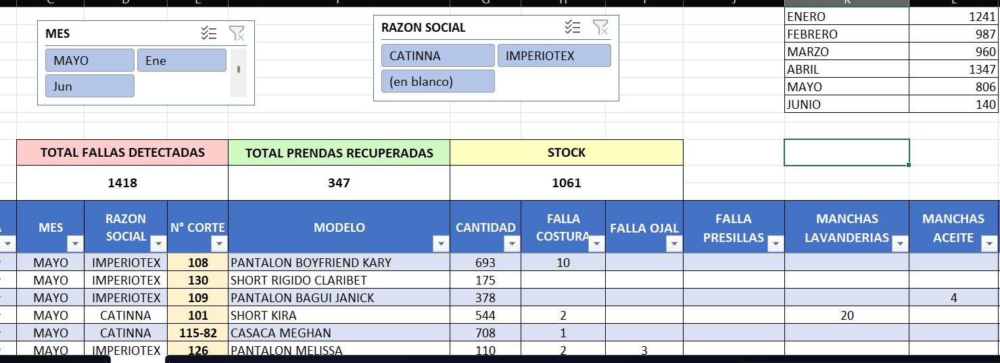 MES
MAYO Ene
Jun
RAZON SOCIAL
CATINNA IMPERIOTEX
(en blanco)
ENERO 1241
FEBRERO 987
MARZO 960
ABRIL 1347
MAYO 806
JUNIO 140
TOTAL FALLAS DETECTADAS TOTAL PRENDAS RECUPERADAS STOCK
1418 347 1061
MES RAZON SOCIAL N° CORTE MODELO CANTIDAD FALLA COSTURA FALLA OJAL FALLA PRESILLAS MANCHAS LAVANDERIAS MANCHAS ACEITE
MAYO IMPERIOTEX 108 PANTALON BOYFRIEND KARY 693 10
MAYO IMPERIOTEX 130 SHORT RIGIDO CLARIBET 175
MAYO IMPERIOTEX 109 PANTALON BAGUI JANICK 378 4
MAYO CATINNA 101 SHORT KIRA 544 2 20
MAYO CATINNA 115-82 CASACA MEGHAN 708 1
MAYO IMPERIOTEX 126 PANTALON MELISSA 110 2 3